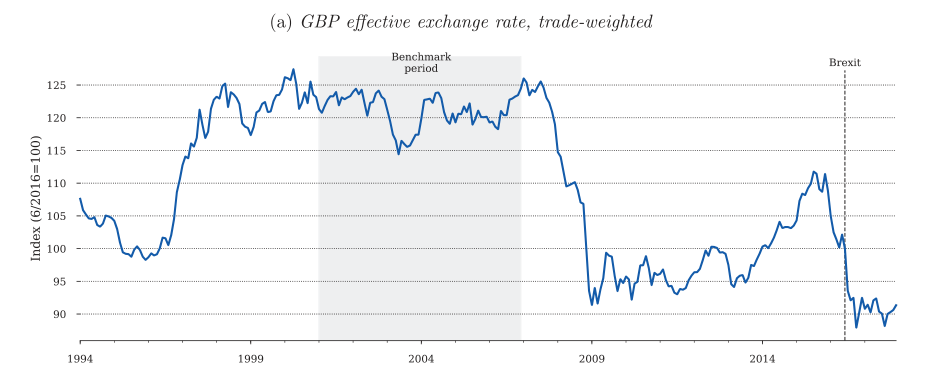 (a) GBP effective exchange rate, trade-weighted
Benchmark
period
Brexit
Index (6/2016=100)
125
120
115
110
105
100
95
90
1994
1999
2004
2009
2014